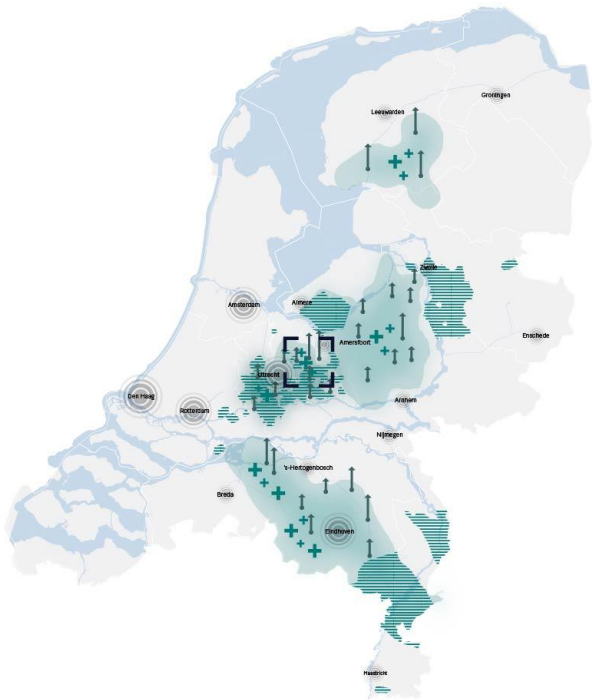 Groningen
Leeuwarden
Zwolle
Amsterdam
Almere
Enschede
Amersfoort
Utrecht
Den Haag
Arnhem
Rotterdam
Nijmegen
's-Hertogenbosch
Breda
Eindhoven
Maastricht